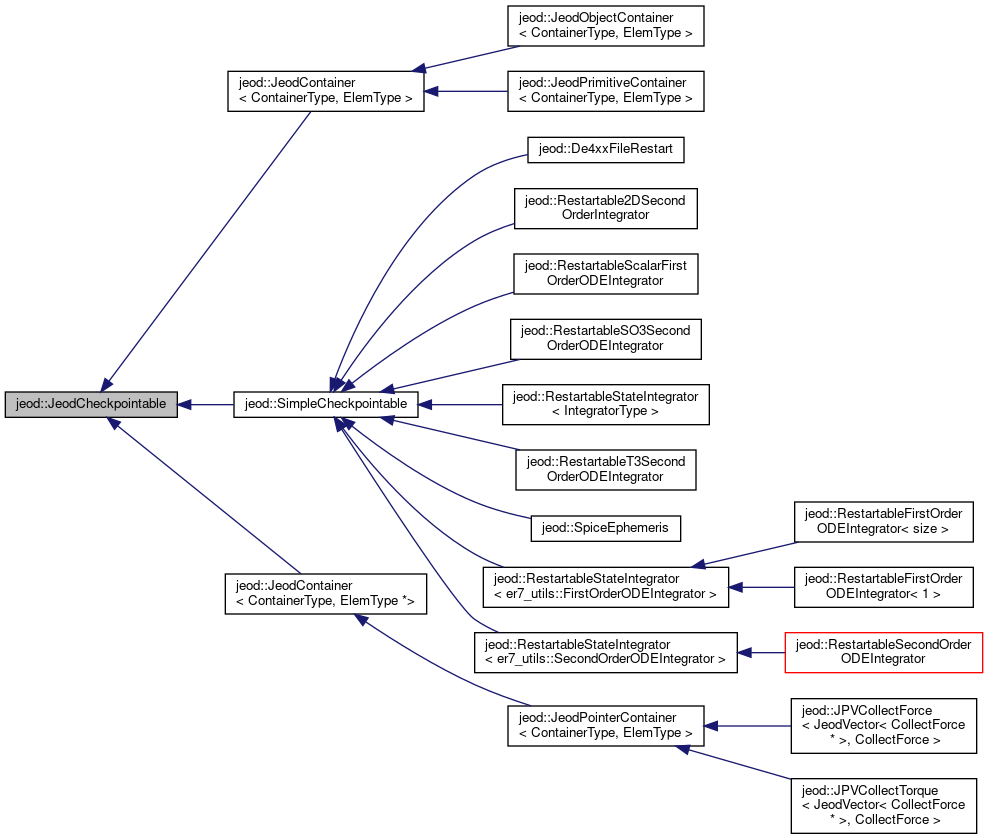 jeod::JeodObjectContainer
< ContainerType, ElemType >
jeod::JeodContainer
< ContainerType, ElemType >
jeod::JeodPrimitiveContainer
< ContainerType, ElemType >
jeod::De4xxFileRestart
jeod::Restartable2DSecond
OrderIntegrator
jeod::RestartableScalarFirst
OrderODEIntegrator
jeod::RestartableSO3Second
OrderODEIntegrator
jeod::JeodCheckpointable
jeod::SimpleCheckpointable
jeod::RestartableStateIntegrator
< IntegratorType >
jeod::RestartableT3Second
OrderODEIntegrator
jeod::SpiceEphemeris
jeod::RestartableFirstOrder
ODEIntegrator< size >
jeod::JeodContainer
< ContainerType, ElemType *>
jeod::RestartableStateIntegrator
< er7_utils::FirstOrderODEIntegrator >
jeod::RestartableFirstOrder
ODEIntegrator< 1 >
jeod::RestartableStateIntegrator
< er7_utils::SecondOrderODEIntegrator >
jeod::RestartableSecondOrder
ODEIntegrator
jeod::JeodPointerContainer
< ContainerType, ElemType >
jeod::JPVCollectForce
< JeodVector< CollectForce
* >, CollectForce >
jeod::JPVCollectTorque
< JeodVector< CollectForce
* >, CollectForce >